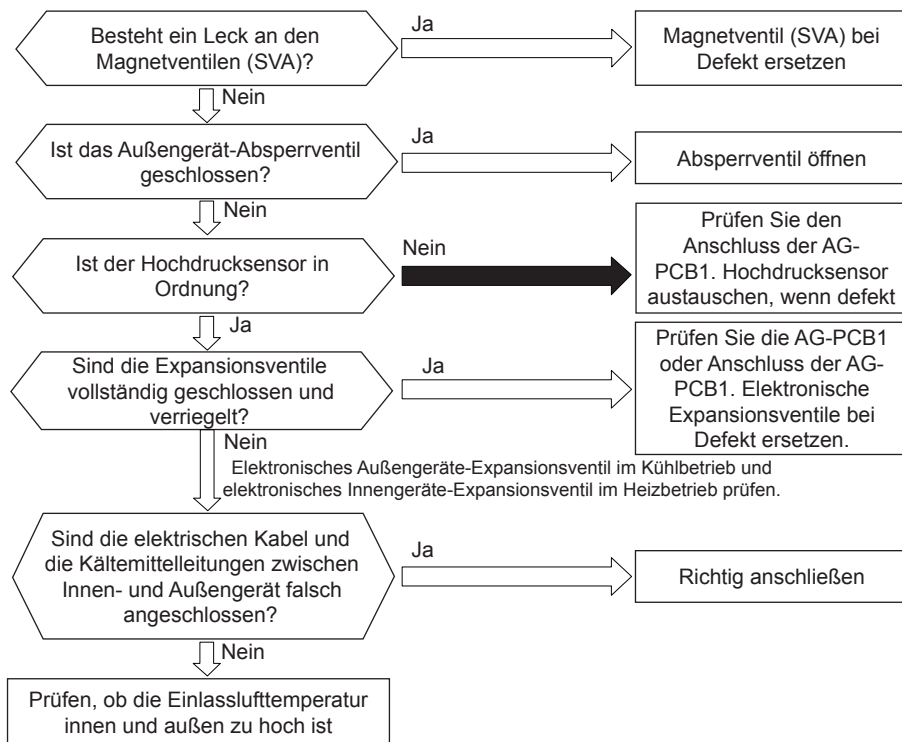 Besteht ein Leck an den
Magnetventilen (SVA)?
Ja
Magnetventil (SVA) bei
Defekt ersetzen
Nein
Ist das Außengerät-Absperrventil
geschlossen?
Ja
Absperrventil öffnen
Nein
Ist der Hochdrucksensor in
Ordnung?
Nein
Prüfen Sie den
Anschluss der AG-
PCB1. Hochdrucksensor
austauschen, wenn defekt
Ja
Sind die Expansionsventile
vollständig geschlossen und
verriegelt?
Ja
Prüfen Sie die AG-PCB1
oder Anschluss der AG-
PCB1. Elektronische
Expansionsventile bei
Defekt ersetzen.
Nein
Elektronisches Außengeräte-Expansionsventil im Kühlbetrieb und
elektronisches Innengeräte-Expansionsventil im Heizbetrieb prüfen.
Sind die elektrischen Kabel und
die Kältemittelleitungen zwischen
Innen- und Außengerät falsch
angeschlossen?
Ja
Richtig anschließen
Nein
Prüfen, ob die Einlasslufttemperatur
innen und außen zu hoch ist